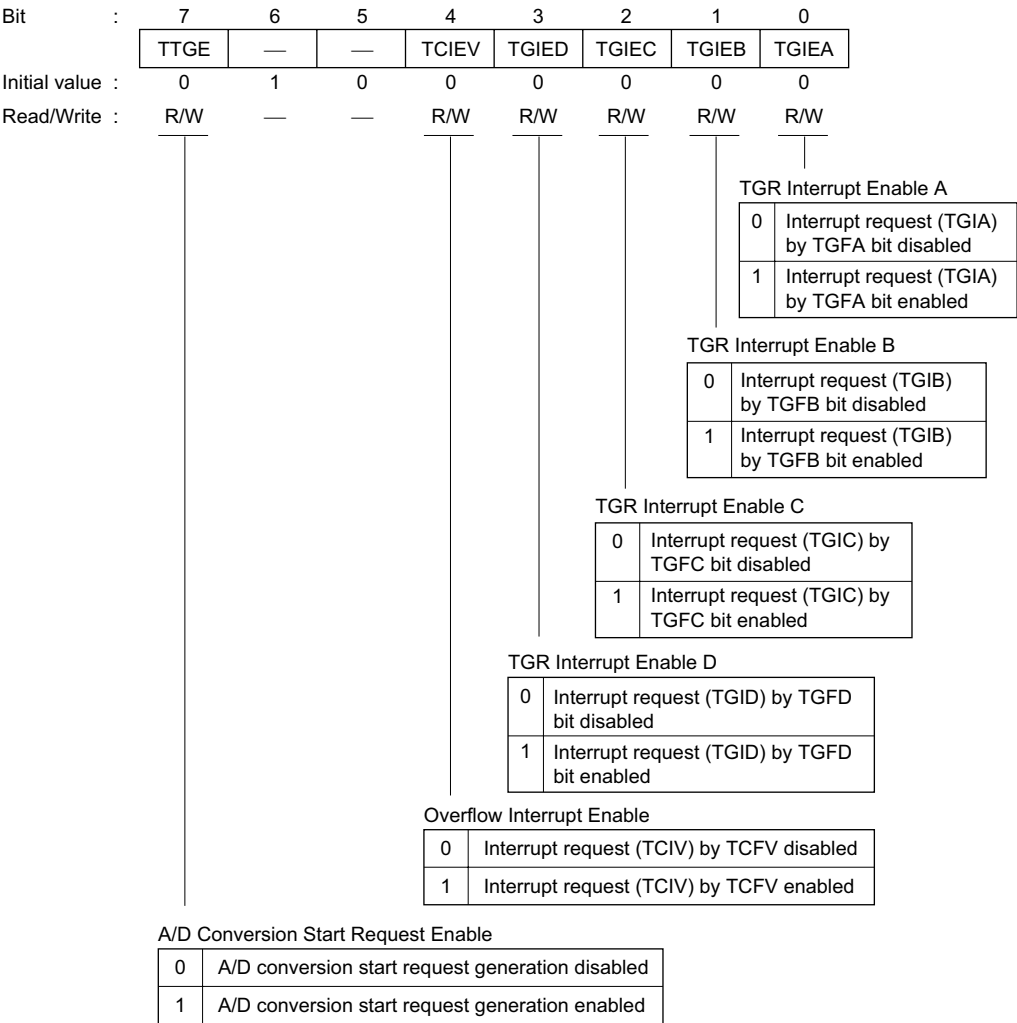 Bit : 7 6 5 4 3 2 1 0
TTGE — — TCIEV TGIED TGIEC TGIEB TGIEA
Initial value : 0 1 0 0 0 0 0 0
Read/Write : R/W — — R/W R/W R/W R/W R/W
TGR Interrupt Enable A
0 Interrupt request (TGIA)
by TGFA bit disabled
1 Interrupt request (TGIA)
by TGFA bit enabled
TGR Interrupt Enable B
0 Interrupt request (TGIB)
by TGFB bit disabled
1 Interrupt request (TGIB)
by TGFB bit enabled
TGR Interrupt Enable C
0 Interrupt request (TGIC) by
TGFC bit disabled
1 Interrupt request (TGIC) by
TGFC bit enabled
TGR Interrupt Enable D
0 Interrupt request (TGID) by TGFD
bit disabled
1 Interrupt request (TGID) by TGFD
bit enabled
Overflow Interrupt Enable
0 Interrupt request (TCIV) by TCFV disabled
1 Interrupt request (TCIV) by TCFV enabled
A/D Conversion Start Request Enable
0 A/D conversion start request generation disabled
1 A/D conversion start request generation enabled